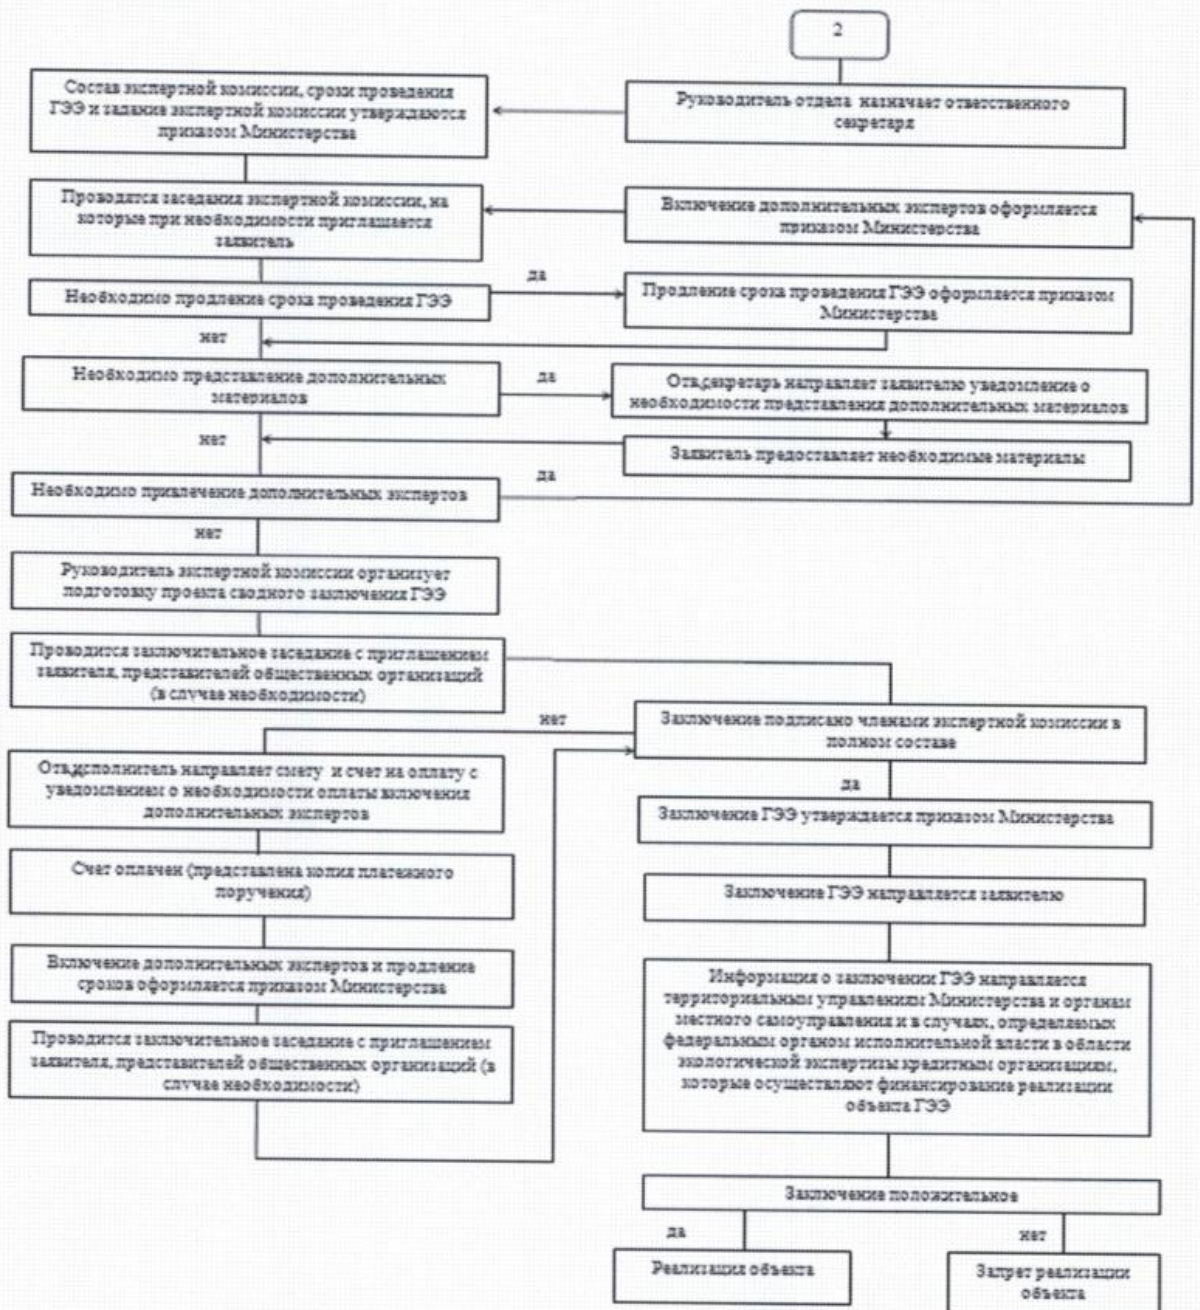 2
Руководитель отдела назначает ответственного
секретаря
Состав экспертной комиссии, сроки проведения
ГЭЭ и задание экспертной комиссии утверждаются
приказом Министерства
Проводятся заседания экспертной комиссии, на
которые при необходимости приглашается
заявитель
Включение дополнительных экспертов оформляется
приказом Министерства
Необходимо продление срока проведения ГЭЭ
да
Продление срока проведения ГЭЭ оформляется приказом
Министерства
нет
Необходимо представление дополнительных
материалов
да
Отв.секретарь направляет заявителю уведомление о
необходимости представления дополнительных материалов
нет
Заявитель предоставляет необходимые материалы
Необходимо привлечение дополнительных экспертов
да
нет
Руководитель экспертной комиссии организует
подготовку проекта сводного заключения ГЭЭ
Проводится заключительное заседание с приглашением
заявителя, представителей общественных организаций
(в случае необходимости)
нет
Заключение подписано членами экспертной комиссии в
полном составе
Отв.исполнитель направляет смету и счет на оплату с
уведомлением о необходимости оплаты включения
дополнительных экспертов
да
Заключение ГЭЭ утверждается приказом Министерства
Счет оплачен (представлена копия платежного
поручения)
Заключение ГЭЭ направляется заявителю
Включение дополнительных экспертов и продление
сроков оформляется приказом Министерства
Проводится заключительное заседание с приглашением
заявителя, представителей общественных организаций (в
случае необходимости)
Информация о заключении ГЭЭ направляется
территориальным управлениям Министерства и органам
местного самоуправления и в случаях, определяемых
федеральным органом исполнительной власти в области
экологической экспертизы кредитным организациям,
которые осуществляют финансирование реализации
объекта ГЭЭ
Заключение положительное
да
нет
Реализация объекта
Запрет реализации
объекта